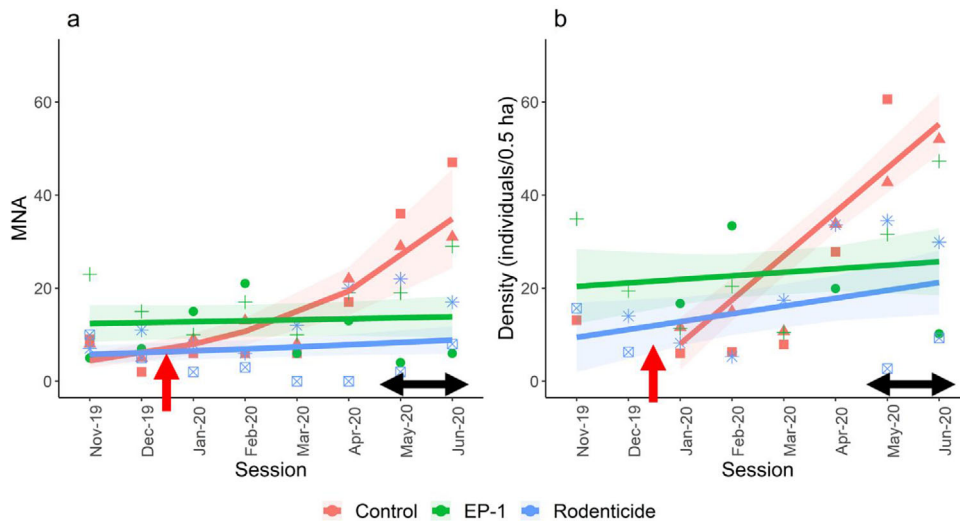 a
MNA
60
40
20
0
Nov-19
Dec-19
Jan-20
Feb-20
Mar-20
Apr-20
May-20
Jun-20
Session
b
Density (individuals/0.5 ha)
60
40
20
0
Nov-19
Dec-19
Jan-20
Feb-20
Mar-20
Apr-20
May-20
Jun-20
Session
Control EP-1 Rodenticide